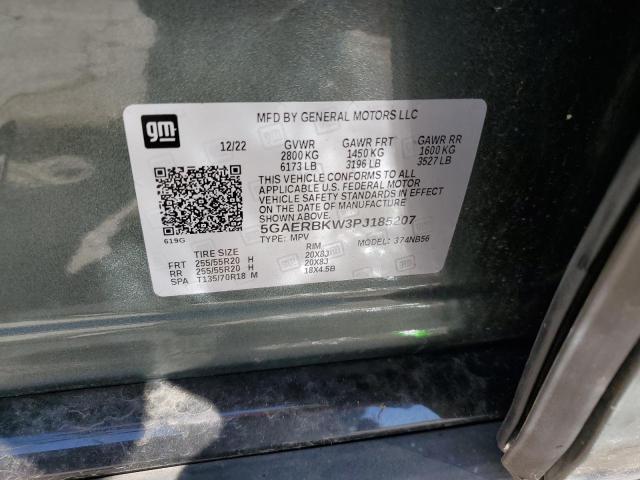 gm
MFD BY GENERAL MOTORS LLC
12/22 GVWR GAWR FRT GAWR RR
2800 KG 1450 KG 1600 KG
6173 LB 3196 LB 3527 LB
THIS VEHICLE CONFORMS TO ALL
APPLICABLE U.S. FEDERAL MOTOR
VEHICLE SAFETY STANDARDS IN EFFECT
ON THE DATE OF MANUFACTURE
SHOWN ABOVE.
5GAERBKW3PJ185207
619G
TYPE: MPV MODEL: 374NB56
TIRE SIZE RIM
FRT 255/55R20 H 20X8J
RR 255/55R20 H 20X8J
SPA T135/70R18 M 18X4.5B